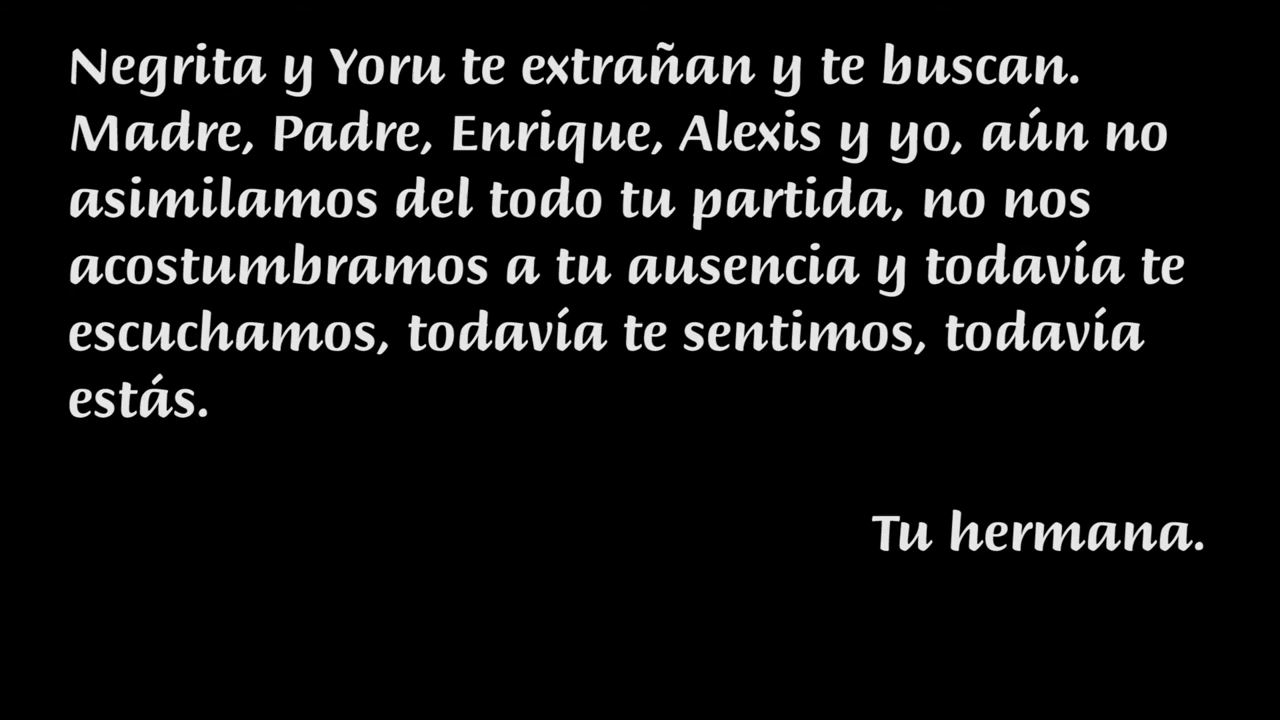 Negrita y Yoru te extrañan y te buscan.
Madre, Padre, Enrique, Alexis y yo, aún no
asimilamos del todo tu partida, no nos
acostumbramos a tu ausencia y todavía te
escuchamos, todavía te sentimos, todavía
estás.
Tu hermana.